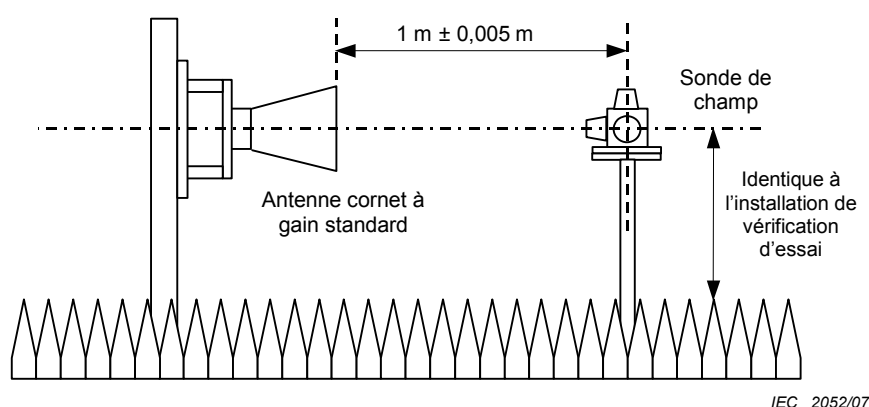 1 m ± 0,005 m
Sonde de
champ
Antenne cornet à
gain standard
Identique à
l’installation de
vérification
d’essai
IEC 2052/07